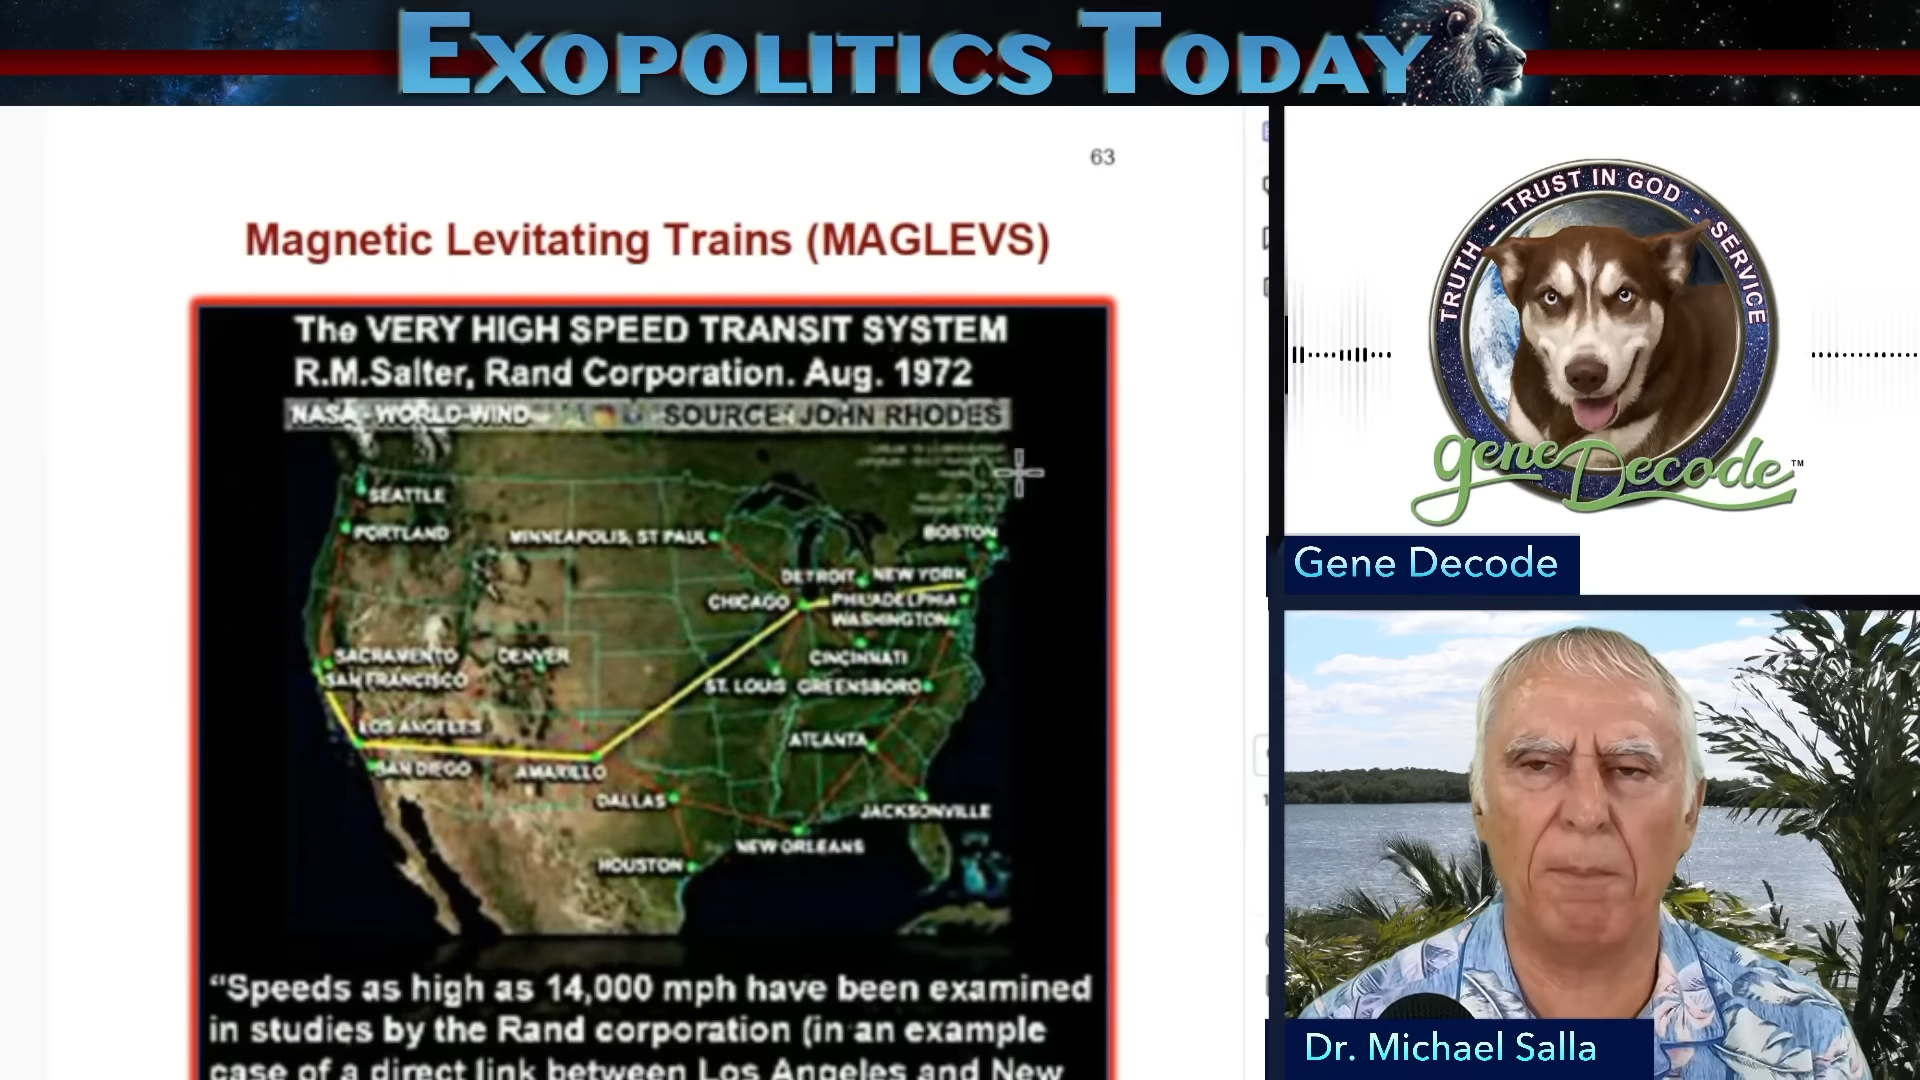 EXOPOLITICS TODAY
63
Magnetic Levitating Trains (MAGLEVS)
The VERY HIGH SPEED TRANSIT SYSTEM
R.M.Salter, Rand Corporation. Aug. 1972
NASA - WORLD-WIND
SOURCE: JOHN RHODES
SEATTLE
PORTLAND
MINNEAPOLIS, ST PAUL
BOSTON
DETROIT
NEW YORK
CHICAGO
PHILADELPHIA
WASHINGTON
SACRAMENTO
DENVER
CINCINNATI
SAN FRANCISCO
ST. LOUIS
GREENSBORO
LOS ANGELES
ATLANTA
SAN DIEGO
AMARILLO
DALLAS
JACKSONVILLE
NEW ORLEANS
HOUSTON
“Speeds as high as 14,000 mph have been examined
in studies by the Rand corporation (in an example
case of a direct link between Los Angeles and New
TRUTH - TRUST IN GOD - SERVICE
gene Decode™
Gene Decode
Dr. Michael Salla